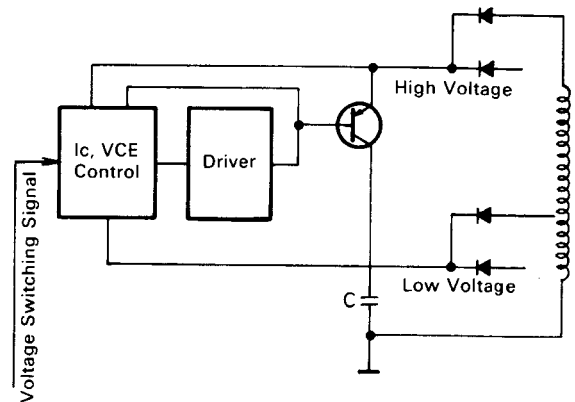 High Voltage
Ic, VCE
Control
Driver
Low Voltage
C
Voltage Switching Signal